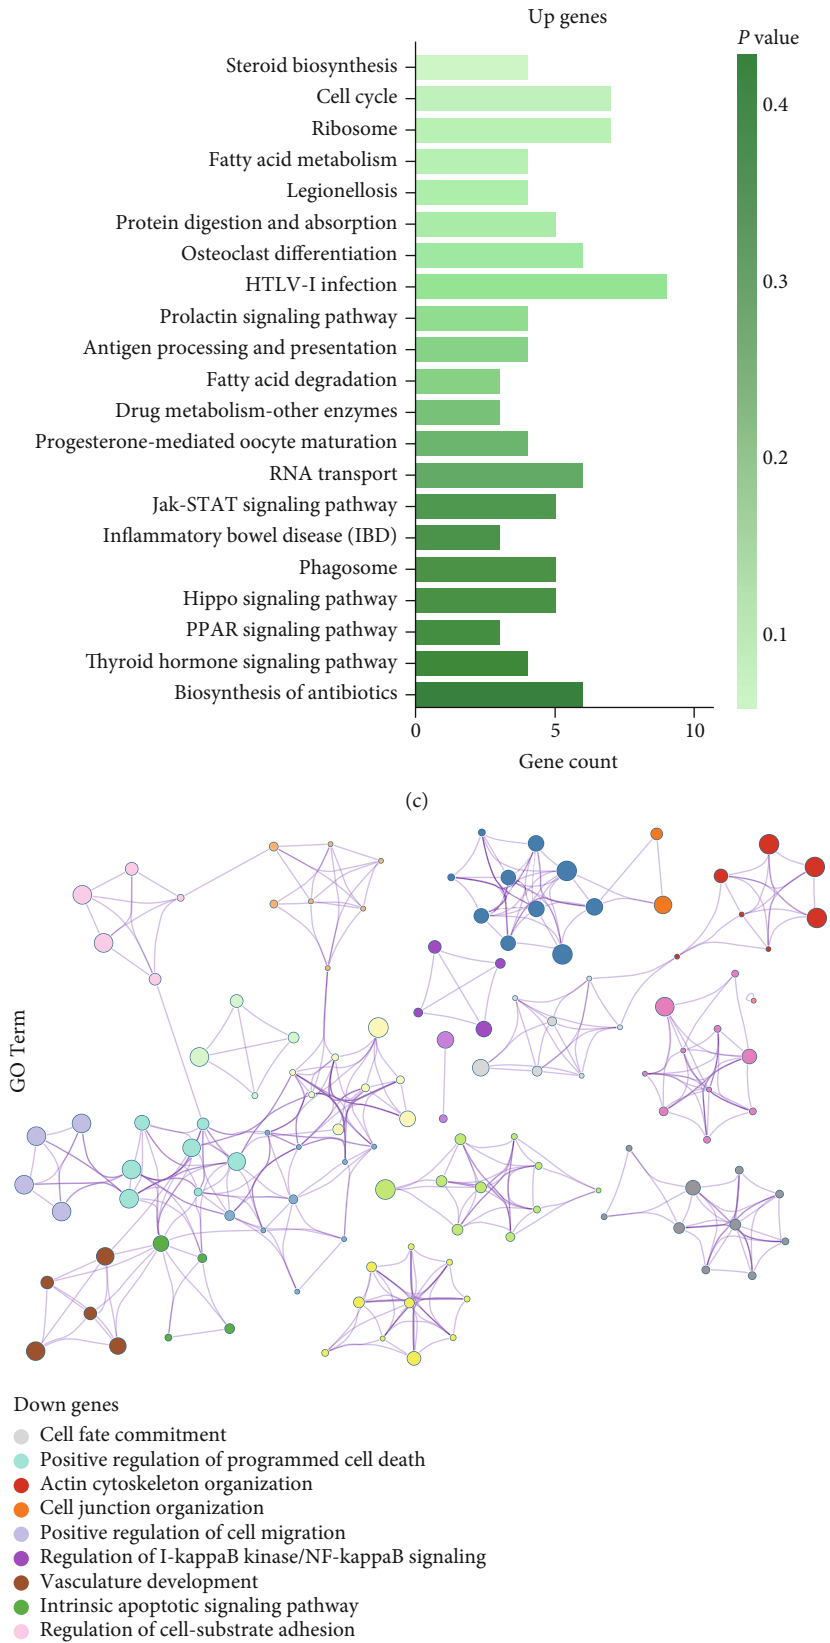 Up genes
P value
Steroid biosynthesis
Cell cycle
Ribosome
Fatty acid metabolism
Legionellosis
Protein digestion and absorption
Osteoclast differentiation
HTLV-I infection
Prolactin signaling pathway
Antigen processing and presentation
Fatty acid degradation
Drug metabolism-other enzymes
Progesterone-mediated oocyte maturation
RNA transport
Jak-STAT signaling pathway
Inflammatory bowel disease (IBD)
Phagosome
Hippo signaling pathway
PPAR signaling pathway
Thyroid hormone signaling pathway
Biosynthesis of antibiotics
0.4
0.3
0.2
0.1
0 5 10
Gene count
(c)
GO Term
Down genes
Cell fate commitment
Positive regulation of programmed cell death
Actin cytoskeleton organization
Cell junction organization
Positive regulation of cell migration
Regulation of I-kappaB kinase/NF-kappaB signaling
Vasculature development
Intrinsic apoptotic signaling pathway
Regulation of cell-substrate adhesion